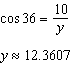 cos 36 = 10/y
y ≈ 12.3607